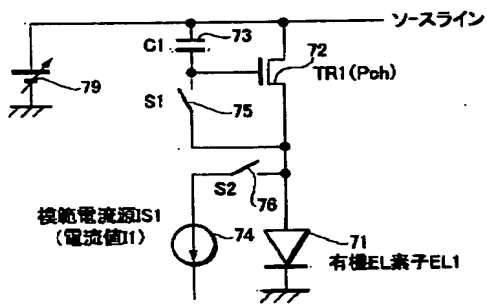 ソースライン
C1
73
72
TR1(Pch)
79
S1
75
S2
76
模範電流源IS1
(電流値I1)
74
71
有機EL素子EL1